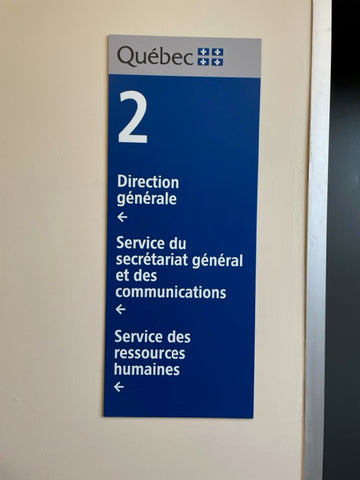 Québec
2
Direction
générale
←
Service du
secrétariat général
et des
communications
←
Service des
ressources
humaines
←